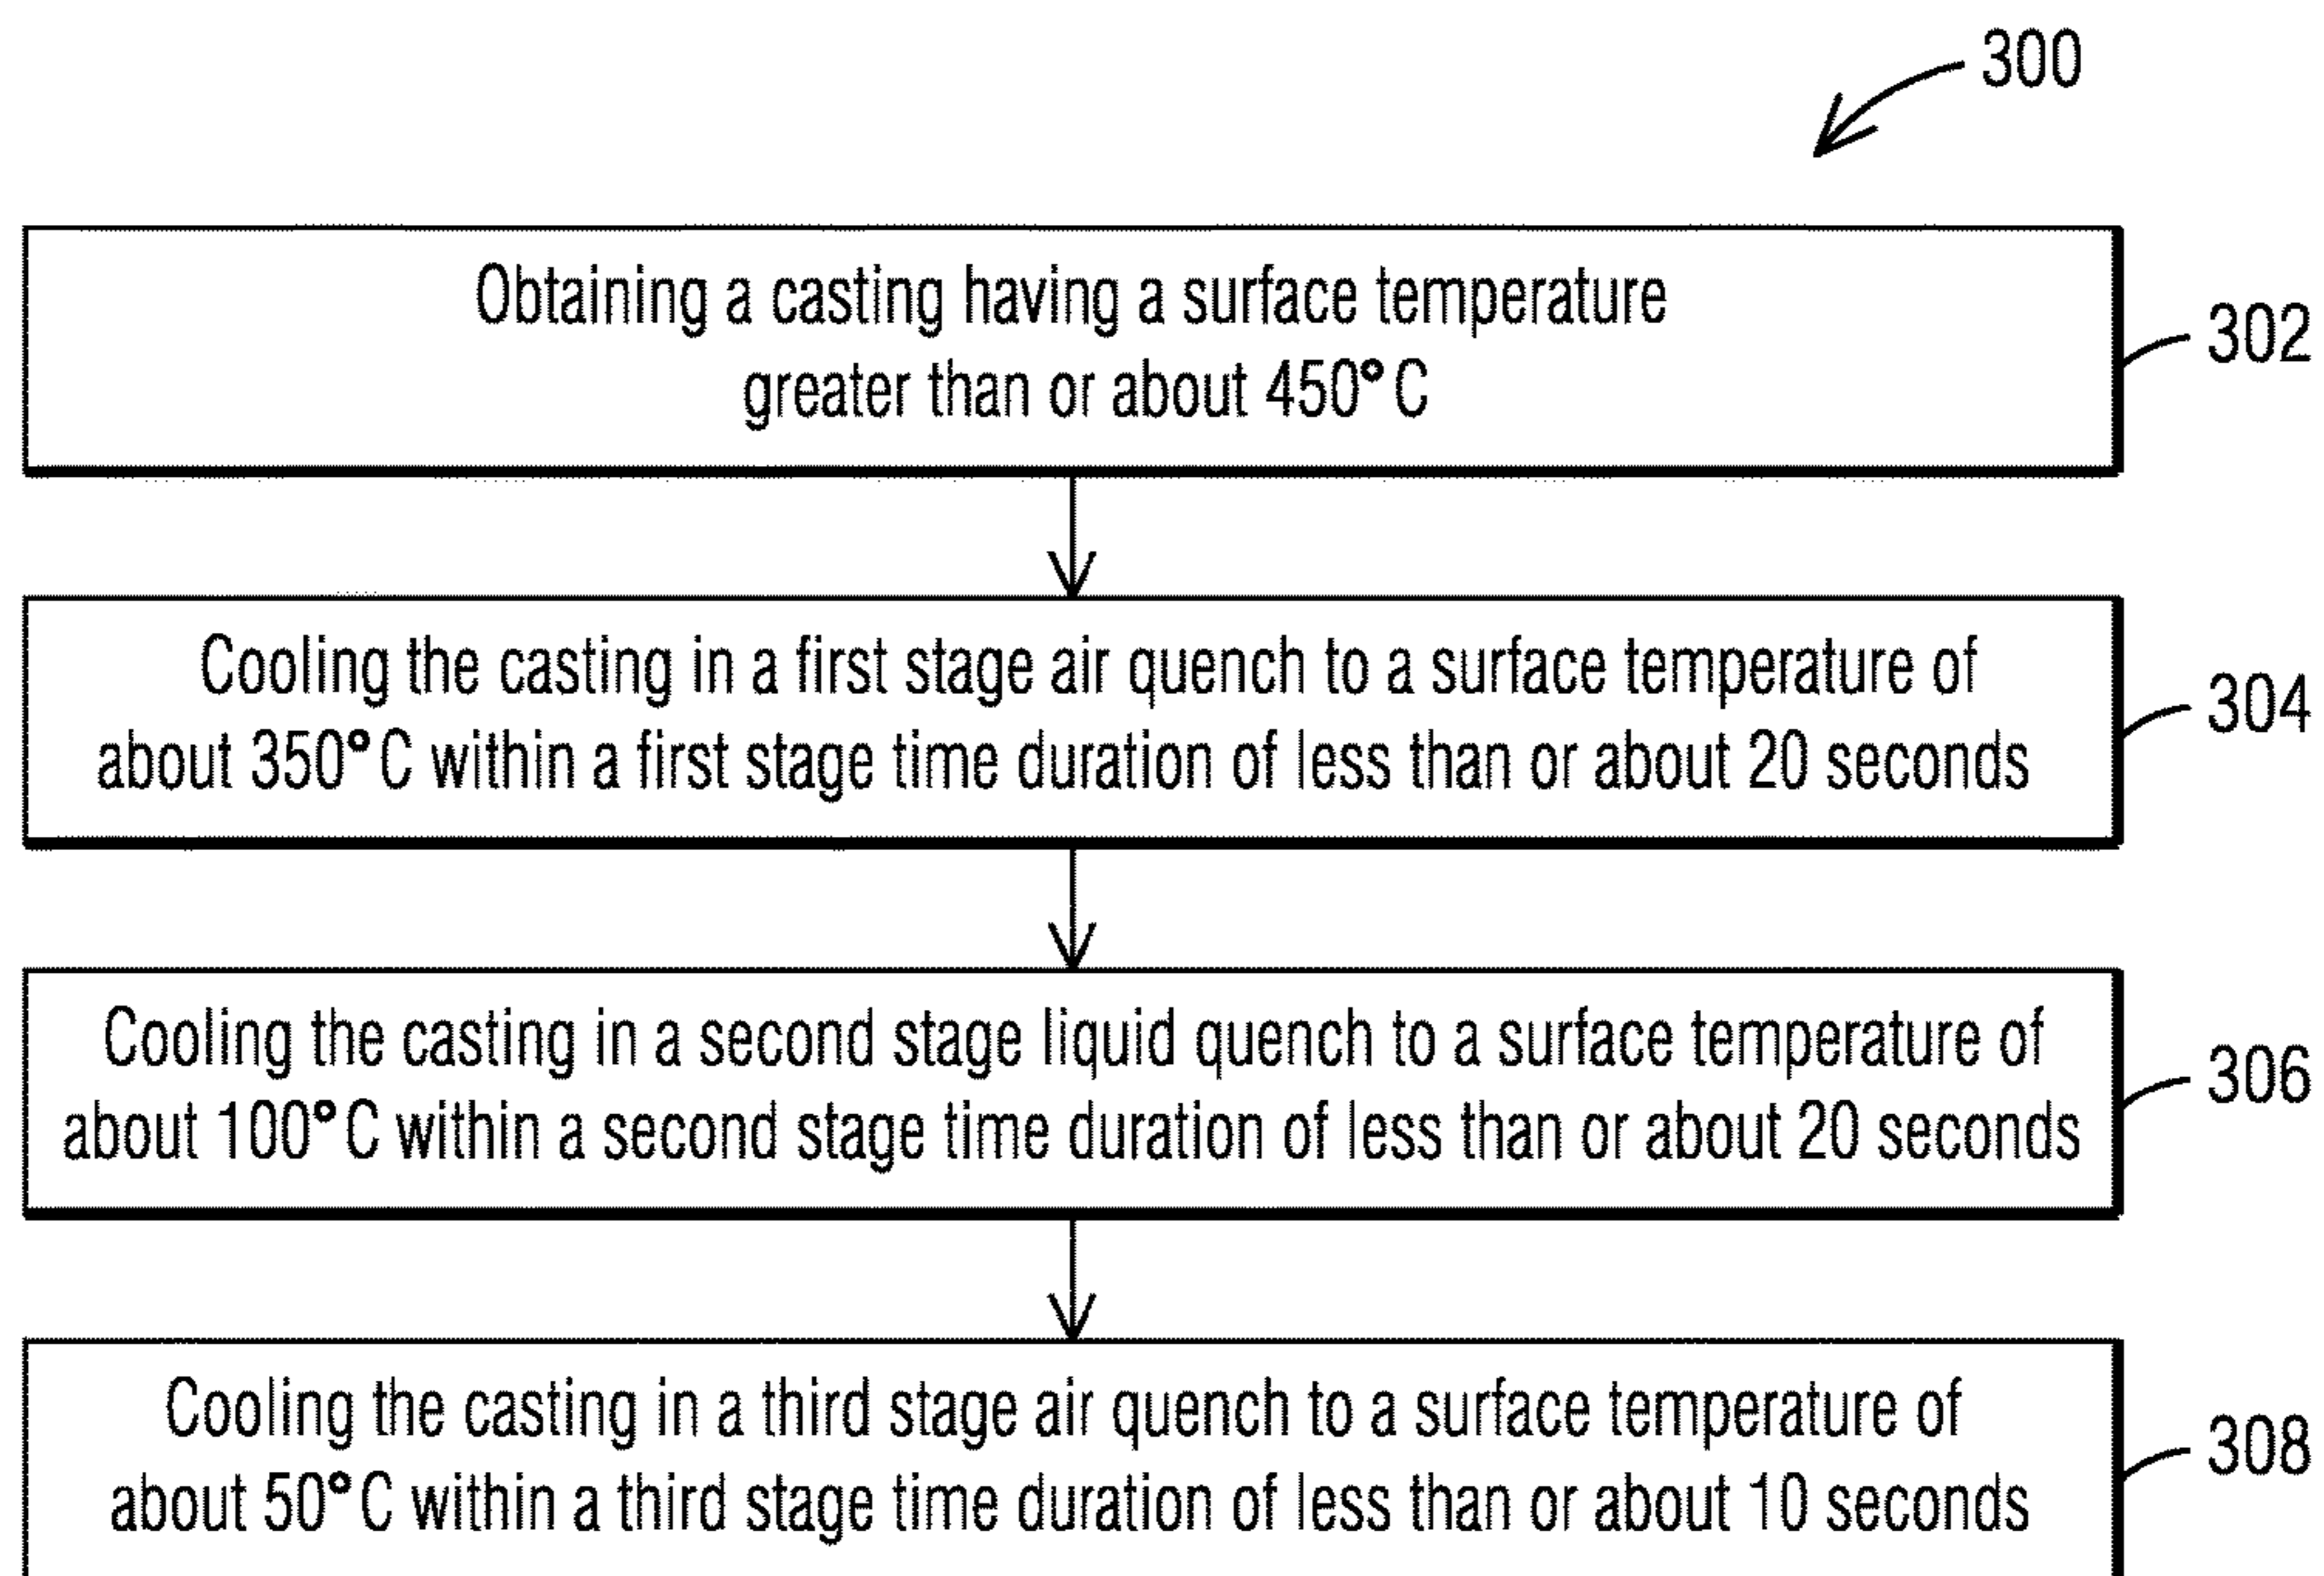 300
Obtaining a casting having a surface temperature
greater than or about 450°C
302
Cooling the casting in a first stage air quench to a surface temperature of
about 350°C within a first stage time duration of less than or about 20 seconds
304
Cooling the casting in a second stage liquid quench to a surface temperature of
about 100°C within a second stage time duration of less than or about 20 seconds
306
Cooling the casting in a third stage air quench to a surface temperature of
about 50°C within a third stage time duration of less than or about 10 seconds
308